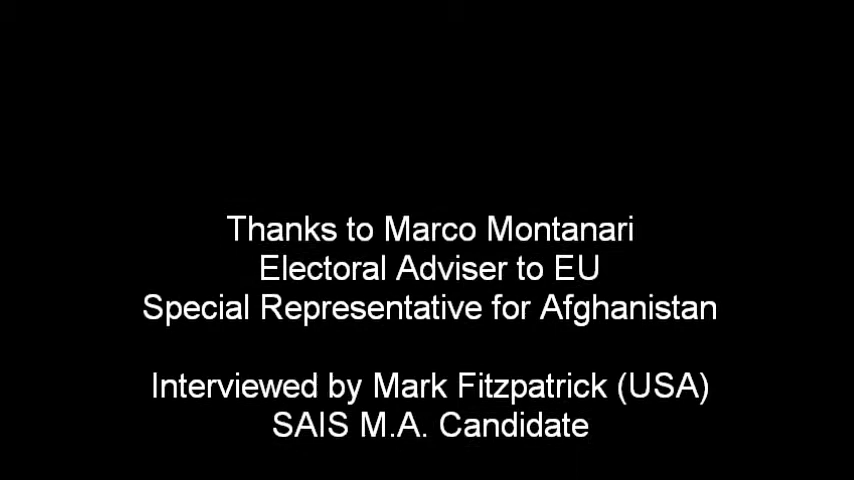 Thanks to Marco Montanari
Electoral Adviser to EU
Special Representative for Afghanistan
Interviewed by Mark Fitzpatrick (USA)
SAIS M.A. Candidate